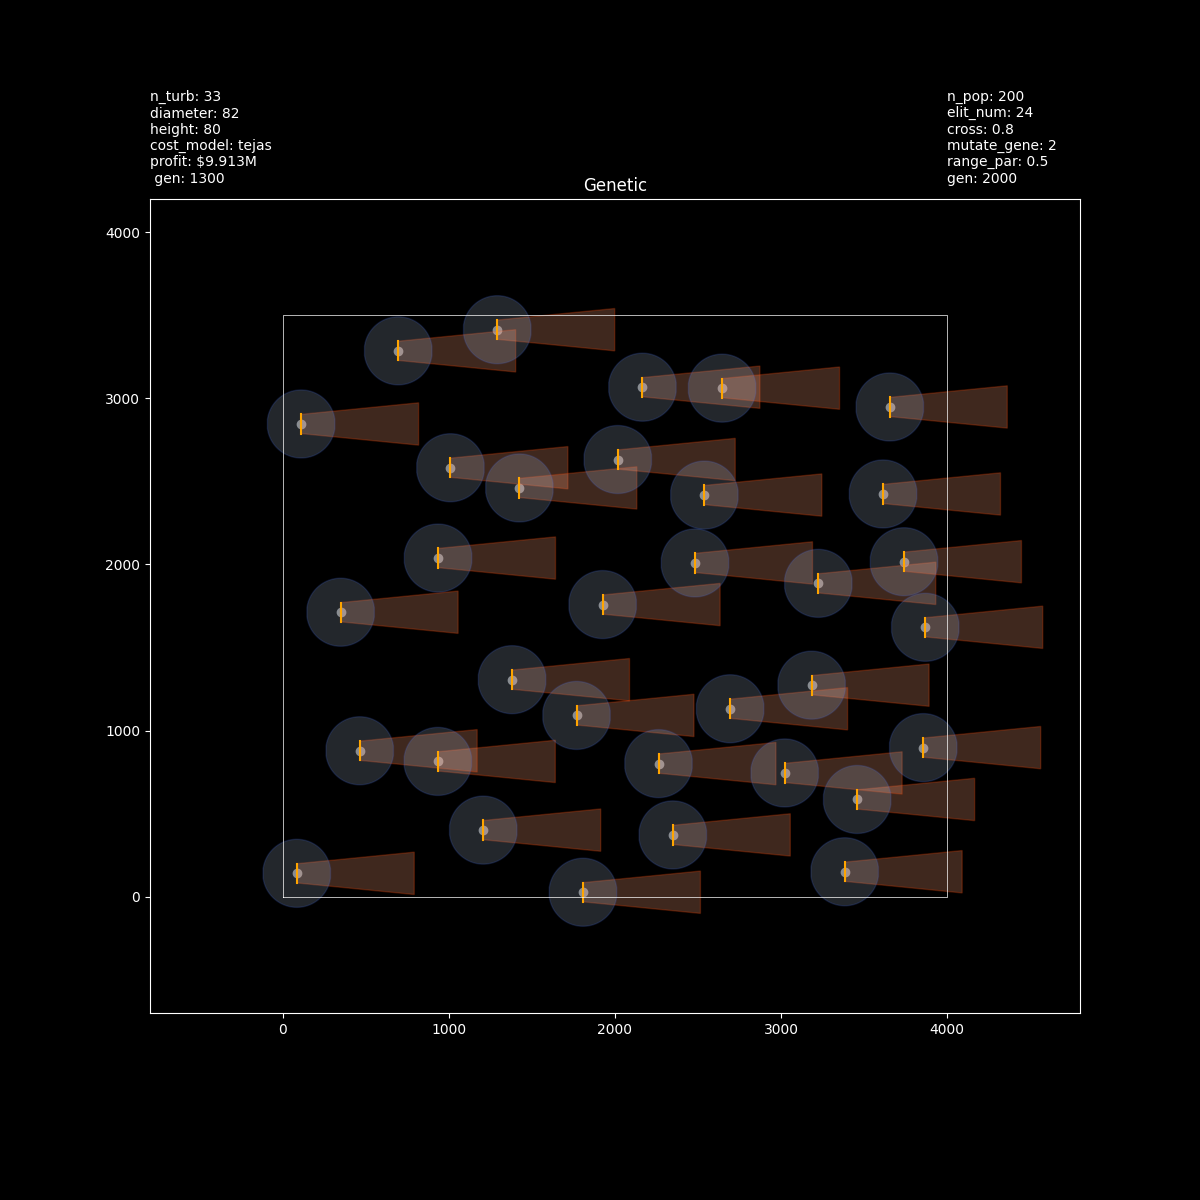 n_turb: 33
diameter: 82
height: 80
cost_model: tejas
profit: $9.913M
gen: 1300
n_pop: 200
elit_num: 24
cross: 0.8
mutate_gene: 2
range_par: 0.5
gen: 2000
Genetic
4000
3000
2000
1000
0
0
1000
2000
3000
4000